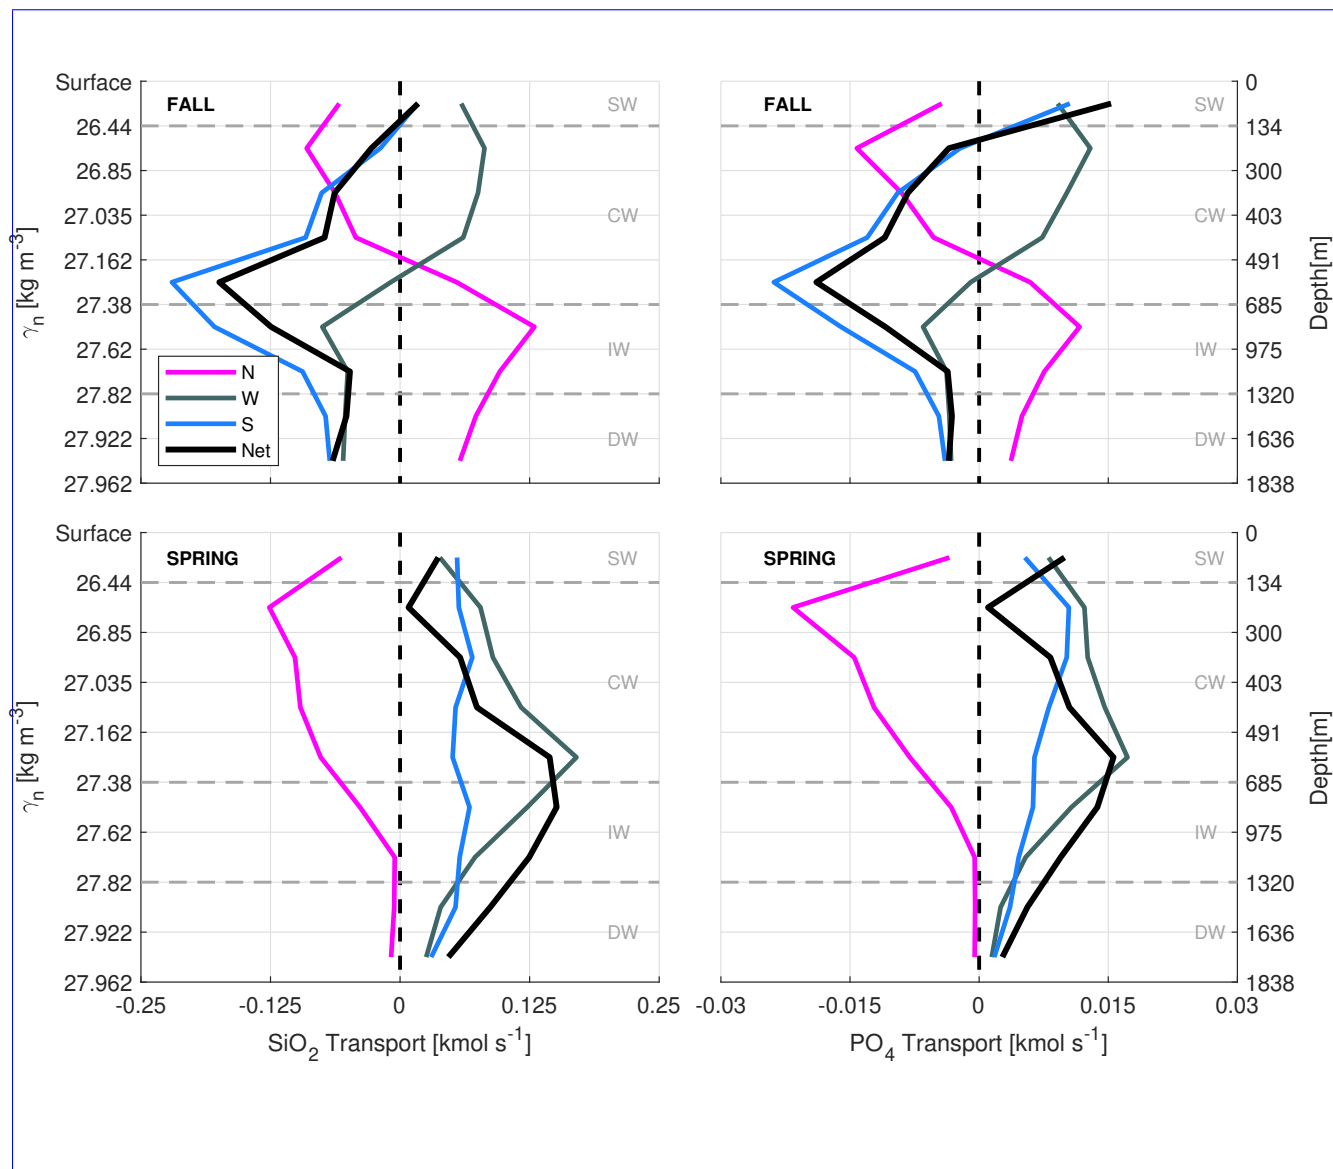 Surface
26.44
26.85
27.035
27.162
27.38
27.62
27.82
27.922
27.962
γn [kg m-3]
FALL
SW
CW
IW
DW
N
W
S
Net
FALL
SW
CW
IW
DW
0
134
300
403
491
685
975
1320
1636
1838
Depth[m]
Surface
26.44
26.85
27.035
27.162
27.38
27.62
27.82
27.922
27.962
γn [kg m-3]
SPRING
SW
CW
IW
DW
-0.25
-0.125
0
0.125
0.25
SiO2 Transport [kmol s-1]
SPRING
SW
CW
IW
DW
0
134
300
403
491
685
975
1320
1636
1838
Depth[m]
-0.03
-0.015
0
0.015
0.03
PO4 Transport [kmol s-1]